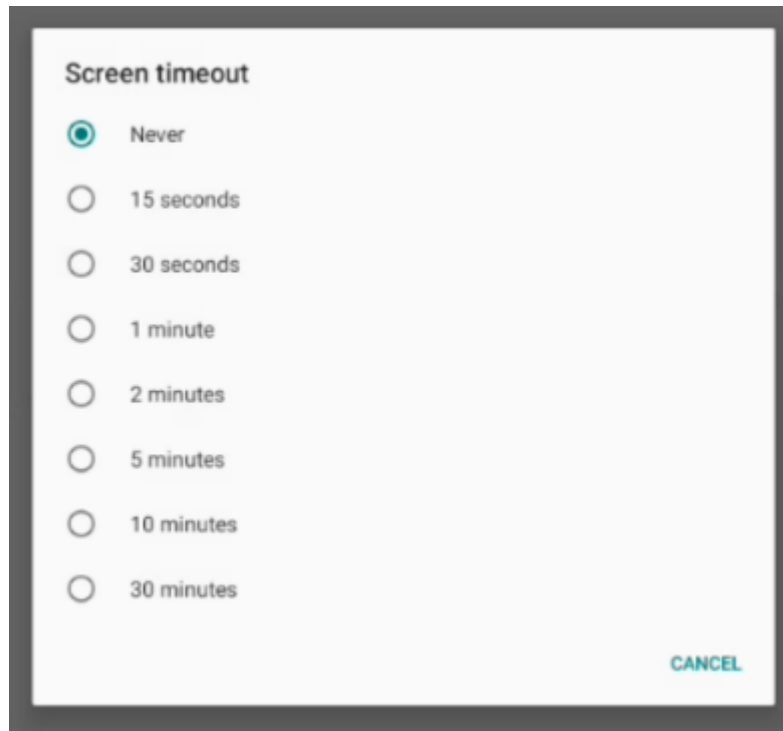 Screen timeout
Never
15 seconds
30 seconds
1 minute
2 minutes
5 minutes
10 minutes
30 minutes
CANCEL